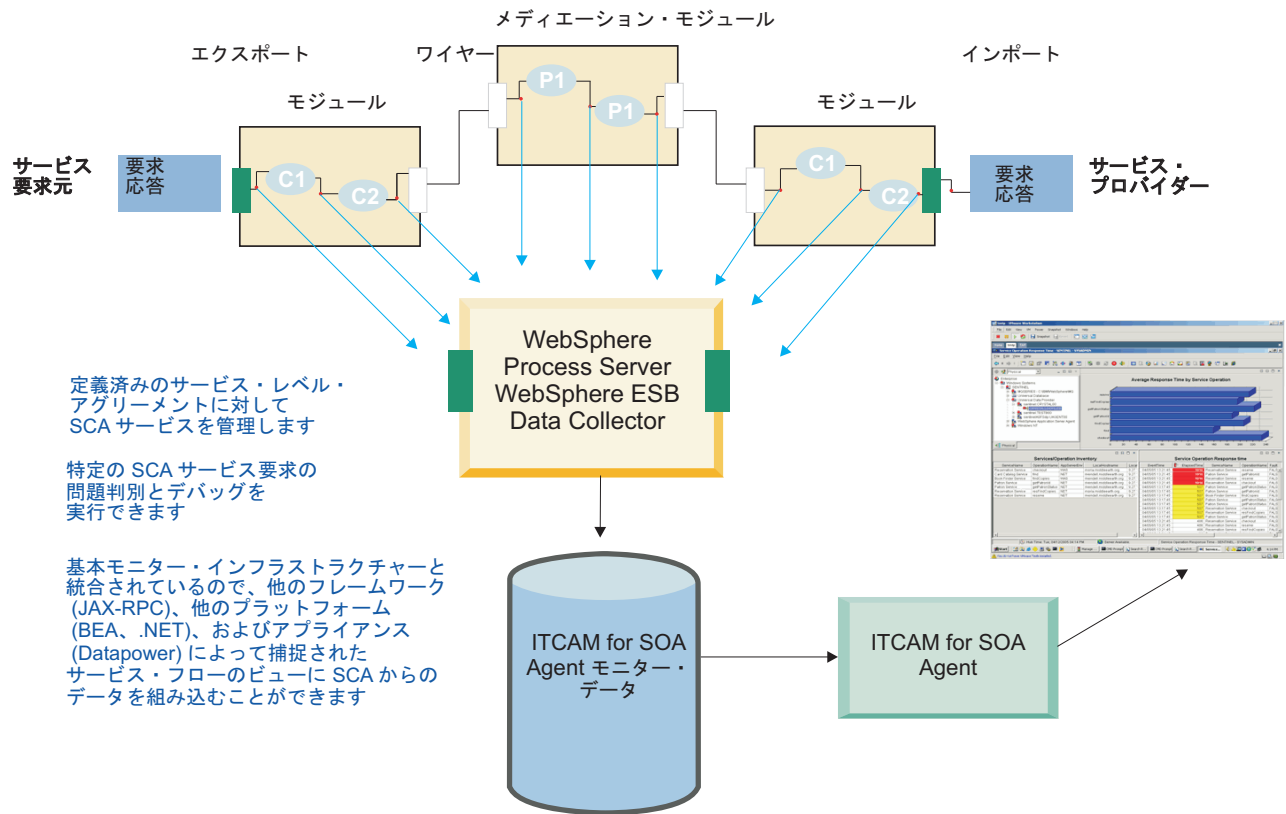 メディエーション・モジュール
エクスポート
ワイヤー
インポート
モジュール
モジュール
P1
P1
サービス
要求元
要求
応答
C1
C2
C1
C2
要求
応答
サービス・
プロバイダー
WebSphere
Process Server
WebSphere ESB
Data Collector
定義済みのサービス・レベル・
アグリーメントに対して
SCA サービスを管理します
特定の SCA サービス要求の
問題判別とデバッグを
実行できます
基本モニター・インフラストラクチャーと
統合されているので、他のフレームワーク
(JAX-RPC)、他のプラットフォーム
(BEA、.NET)、およびアプライアンス
(Datapower) によって捕捉された
サービス・フローのビューに SCA からの
データを組み込むことができます
ITCAM for SOA
Agent モニター・
データ
ITCAM for SOA
Agent
Average Response Time by Service Operation
Services/Operation Inventory
Service Operation Response time